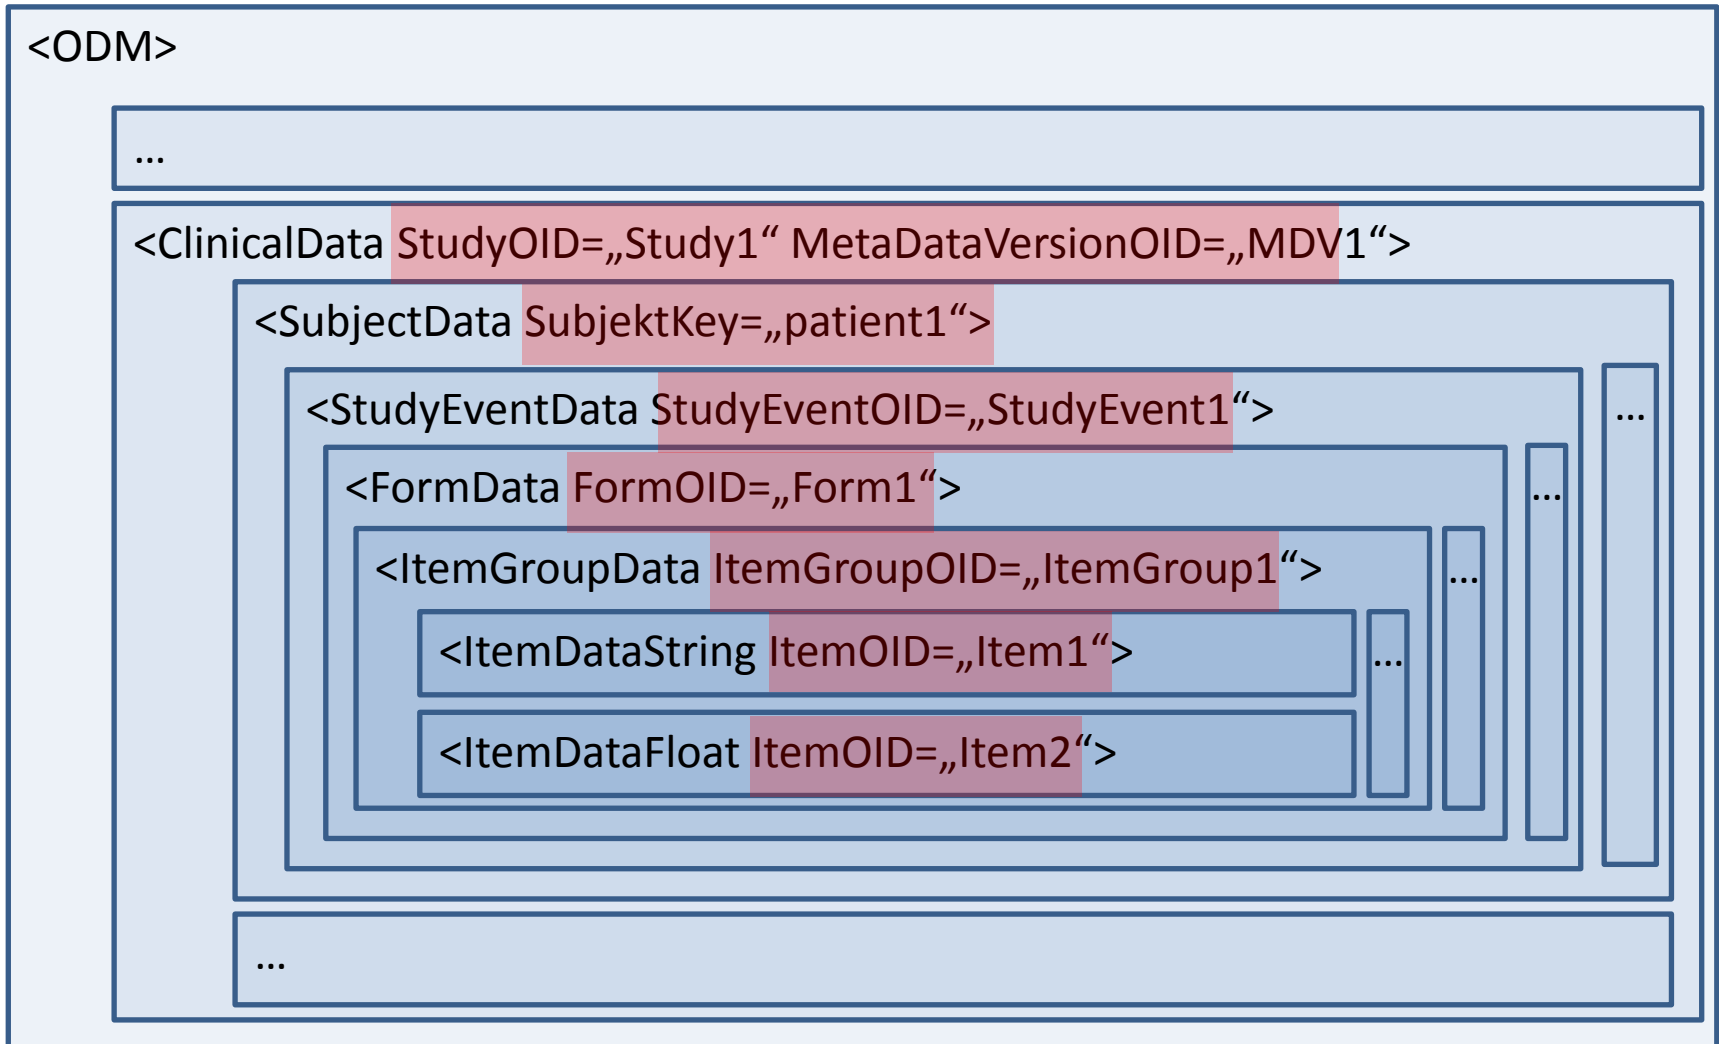 <ODM>
...
<ClinicalData StudyOID=„Study1“ MetaDataVersionOID=„MDV1“>
<SubjectData SubjektKey=„patient1“>
<StudyEventData StudyEventOID=„StudyEvent1“>
...
<FormData FormOID=„Form1“>
...
<ItemGroupData ItemGroupOID=„ItemGroup1“>
...
<ItemDataString ItemOID=„Item1“>
...
<ItemDataFloat ItemOID=„Item2“>
...